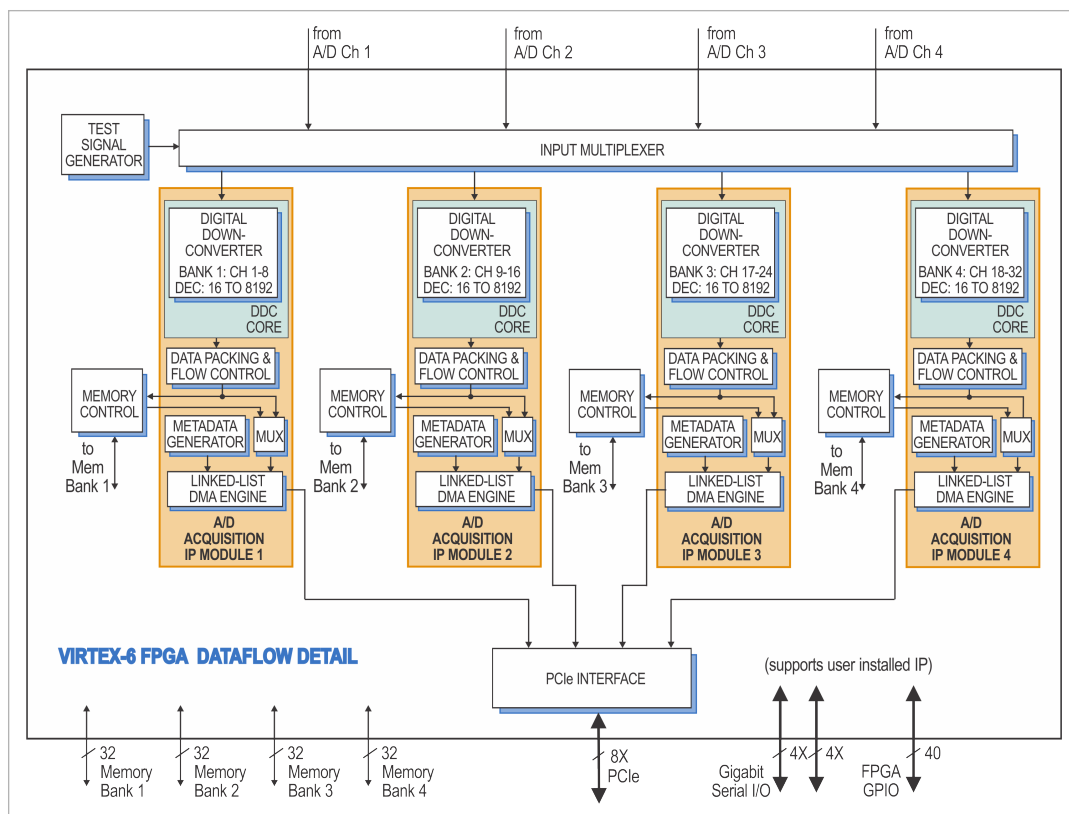 from
A/D Ch 1
from
A/D Ch 2
from
A/D Ch 3
from
A/D Ch 4
TEST
SIGNAL
GENERATOR
INPUT MULTIPLEXER
DIGITAL
DOWN-
CONVERTER
BANK 1: CH 1-8
DEC: 16 TO 8192
DDC
CORE
DATA PACKING &
FLOW CONTROL
MEMORY
CONTROL
METADATA
GENERATOR
MUX
to
Mem
Bank 1
LINKED-LIST
DMA ENGINE
A/D
ACQUISITION
IP MODULE 1
DIGITAL
DOWN-
CONVERTER
BANK 2: CH 9-16
DEC: 16 TO 8192
DDC
CORE
DATA PACKING &
FLOW CONTROL
MEMORY
CONTROL
METADATA
GENERATOR
MUX
to
Mem
Bank 2
LINKED-LIST
DMA ENGINE
A/D
ACQUISITION
IP MODULE 2
DIGITAL
DOWN-
CONVERTER
BANK 3: CH 17-24
DEC: 16 TO 8192
DDC
CORE
DATA PACKING &
FLOW CONTROL
MEMORY
CONTROL
METADATA
GENERATOR
MUX
to
Mem
Bank 3
LINKED-LIST
DMA ENGINE
A/D
ACQUISITION
IP MODULE 3
DIGITAL
DOWN-
CONVERTER
BANK 4: CH 18-32
DEC: 16 TO 8192
DDC
CORE
DATA PACKING &
FLOW CONTROL
MEMORY
CONTROL
METADATA
GENERATOR
MUX
to
Mem
Bank 4
LINKED-LIST
DMA ENGINE
A/D
ACQUISITION
IP MODULE 4
VIRTEX-6 FPGA DATAFLOW DETAIL
PCIe INTERFACE
(supports user installed IP)
32
Memory
Bank 1
32
Memory
Bank 2
32
Memory
Bank 3
32
Memory
Bank 4
8X
PCIe
4X
4X
Gigabit
Serial I/O
40
FPGA
GPIO